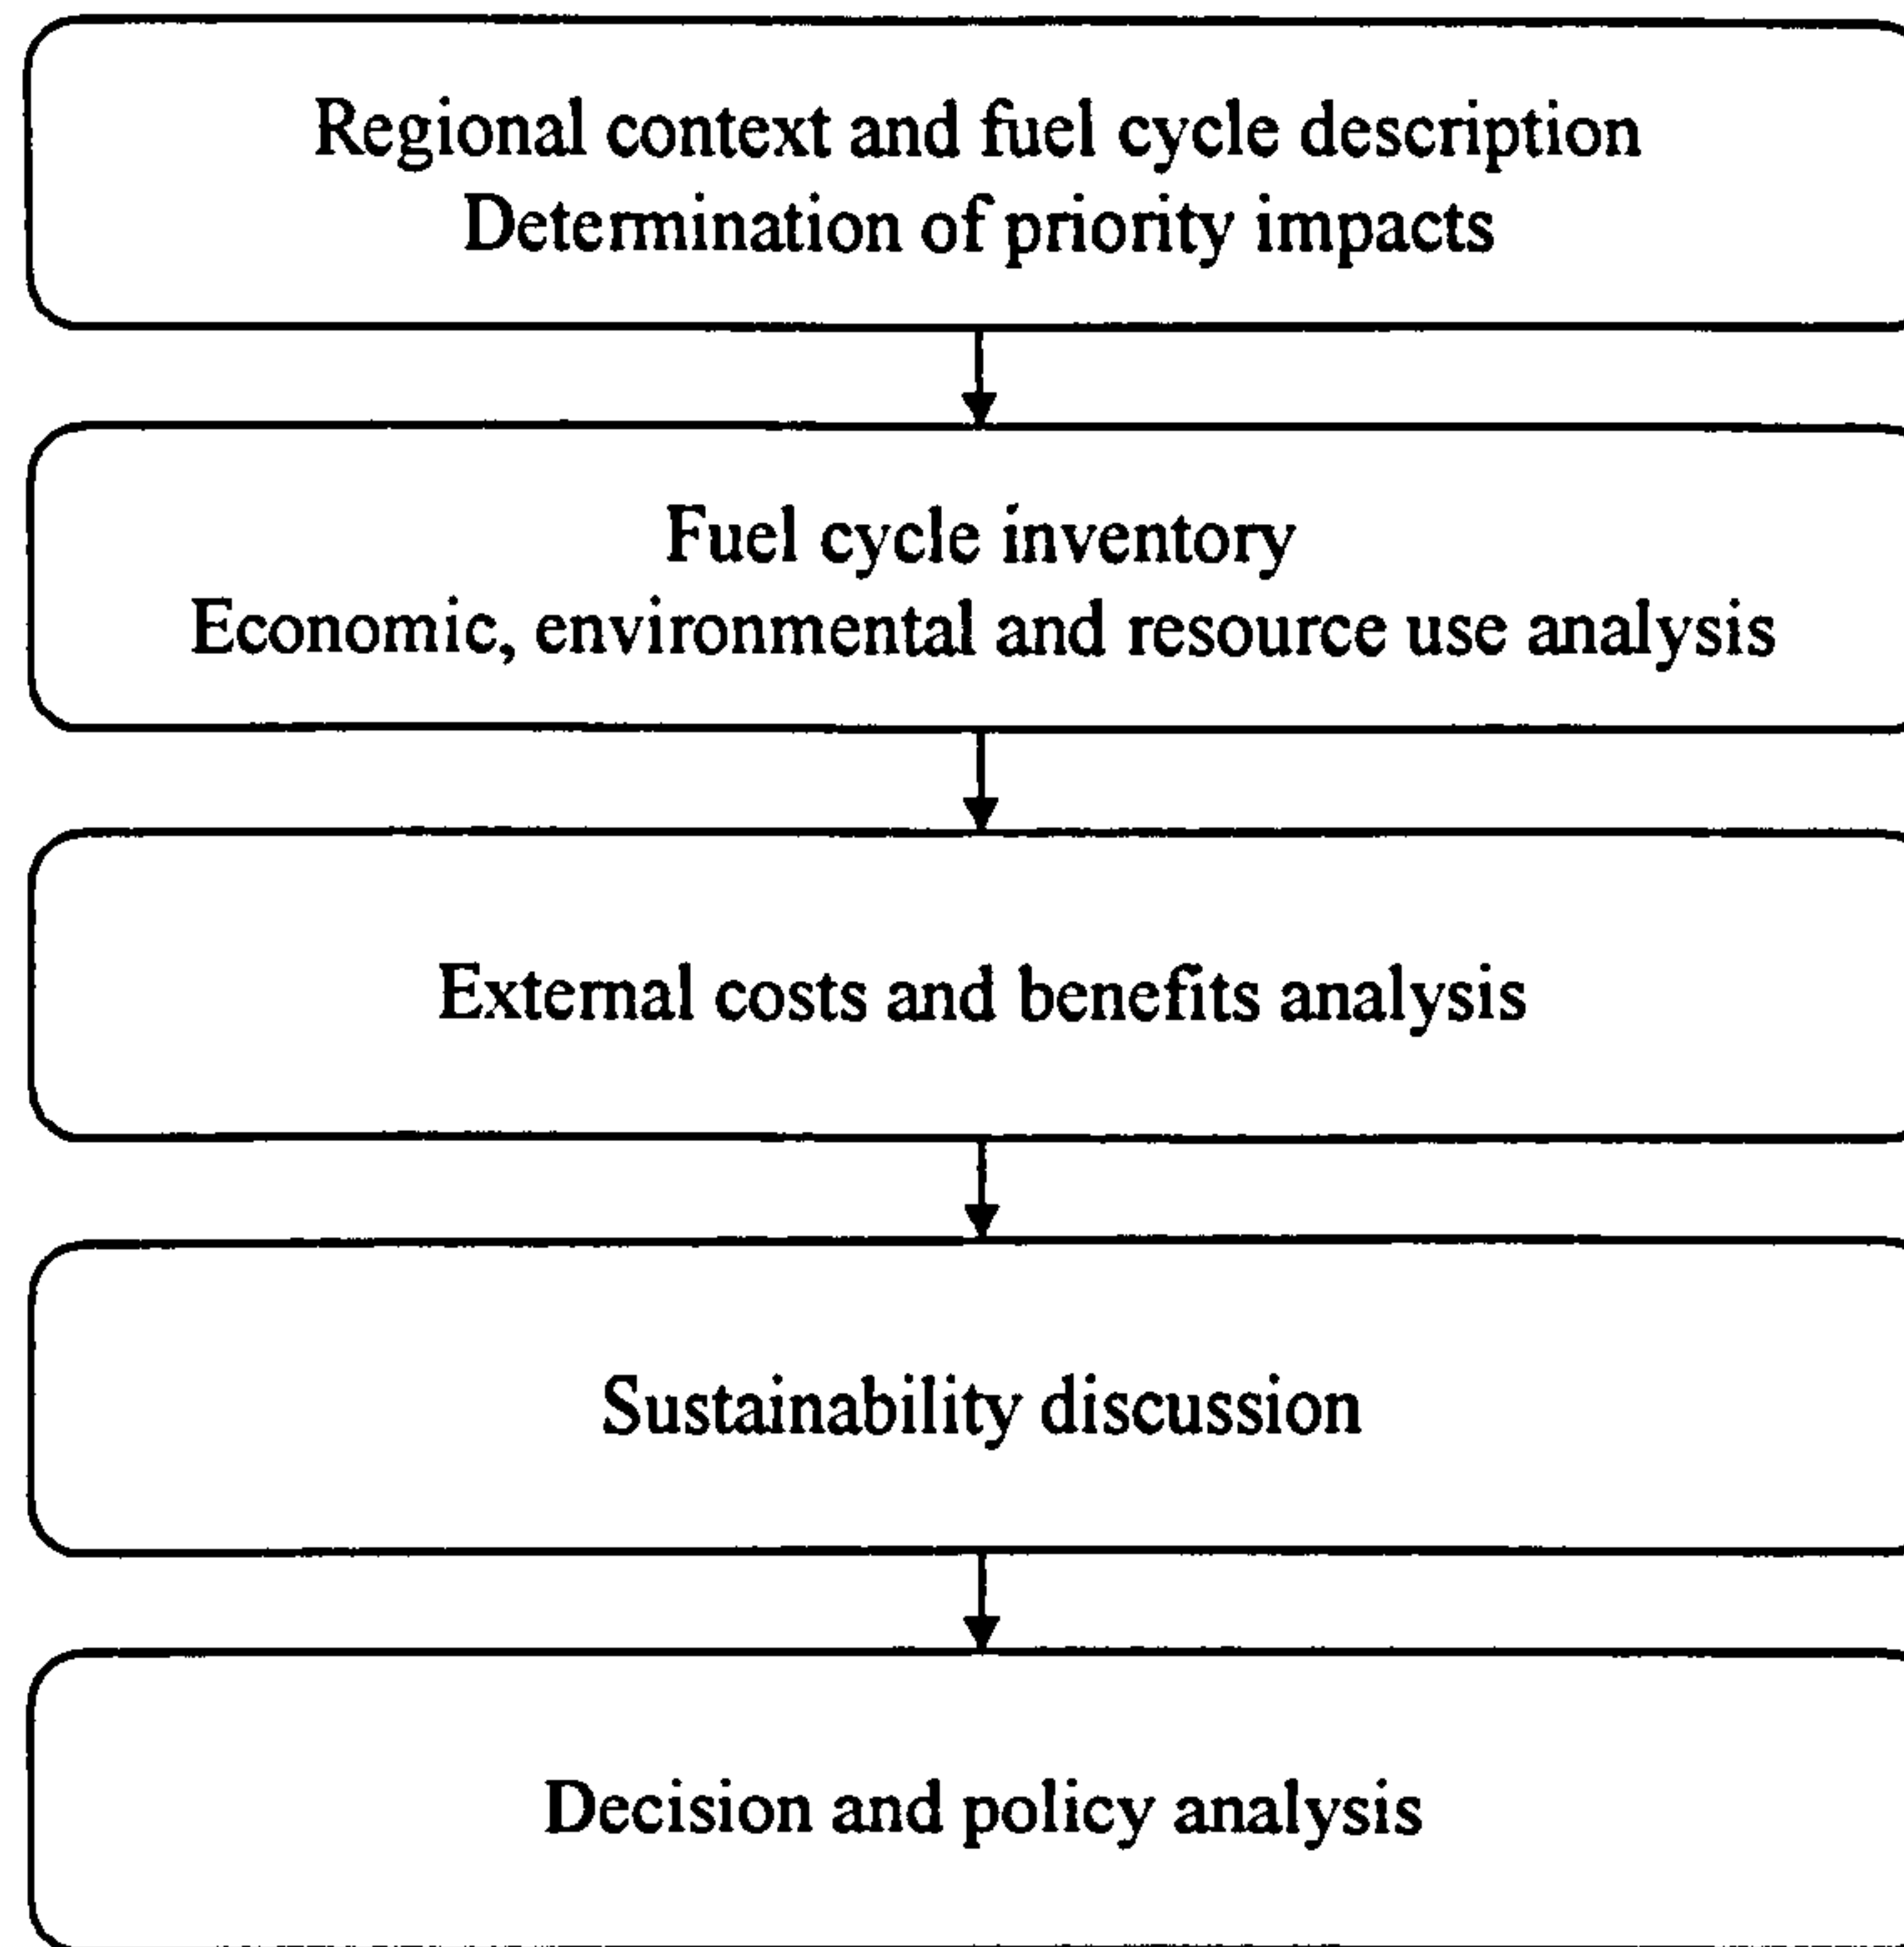 Regional context and fuel cycle description
Determination of priority impacts
Fuel cycle inventory
Economic, environmental and resource use analysis
External costs and benefits analysis
Sustainability discussion
Decision and policy analysis